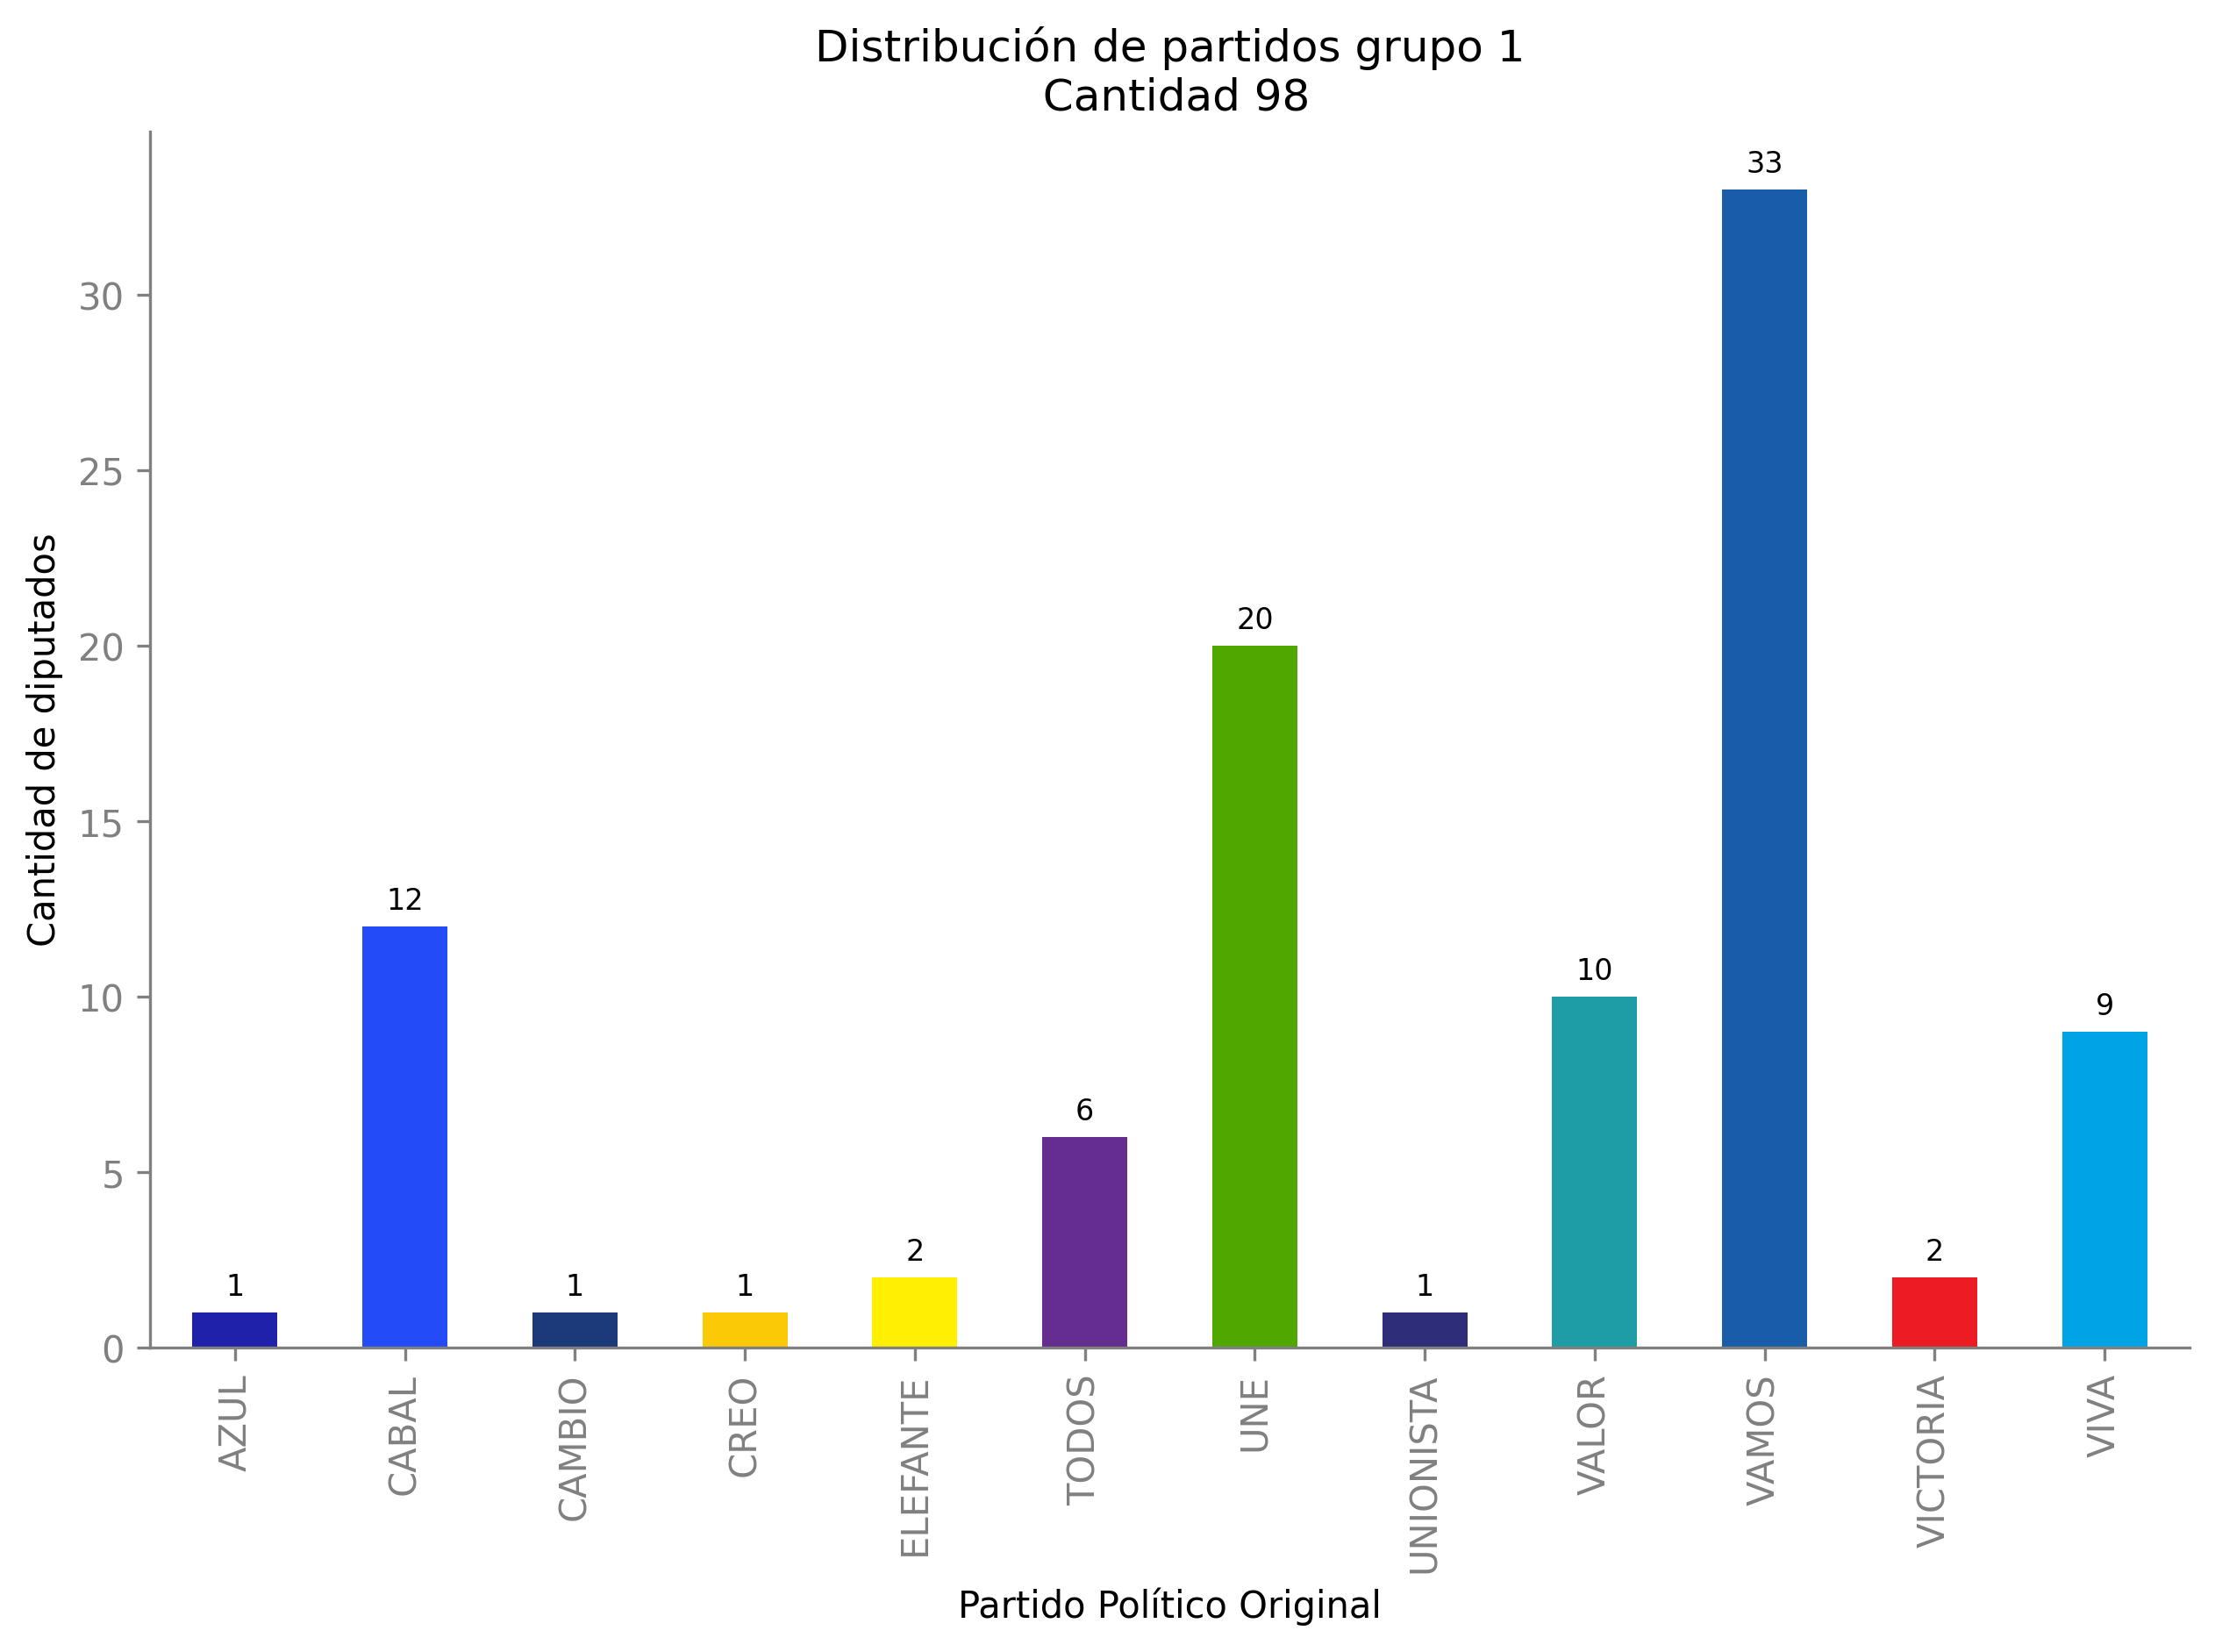 Distribución de partidos grupo 1
Cantidad 98
Cantidad de diputados
30
25
20
15
10
5
0
1
12
1
1
2
6
20
1
10
33
2
9
AZUL
CABAL
CAMBIO
CREO
ELEFANTE
TODOS
UNE
UNIONISTA
VALOR
VAMOS
VICTORIA
VIVA
Partido Político Original